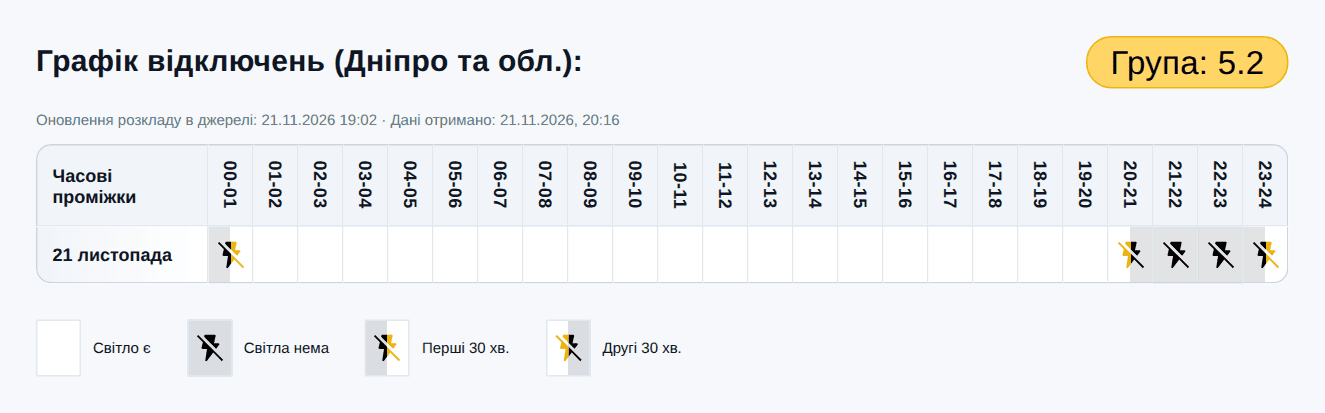 Графік відключень (Дніпро та обл.):
Група: 5.2
Оновлення розкладу в джерелі: 21.11.2026 19:02 · Дані отримано: 21.11.2026, 20:16
Часові
проміжки
00-01
01-02
02-03
03-04
04-05
05-06
06-07
07-08
08-09
09-10
10-11
11-12
12-13
13-14
14-15
15-16
16-17
17-18
18-19
19-20
20-21
21-22
22-23
23-24
21 листопада
Світло є
Світла нема
Перші 30 хв.
Другі 30 хв.